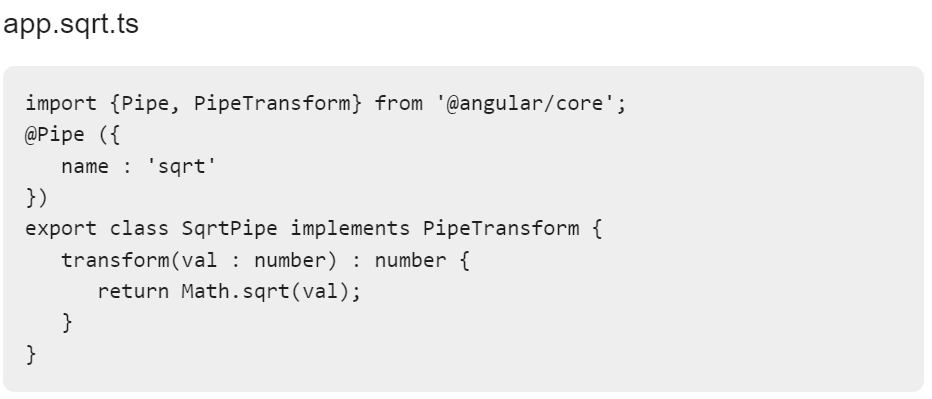 app.sqrt.ts
import {Pipe, PipeTransform} from '@angular/core';
@Pipe ({
   name : 'sqrt'
})
export class SqrtPipe implements PipeTransform {
   transform(val : number) : number {
      return Math.sqrt(val);
   }
}